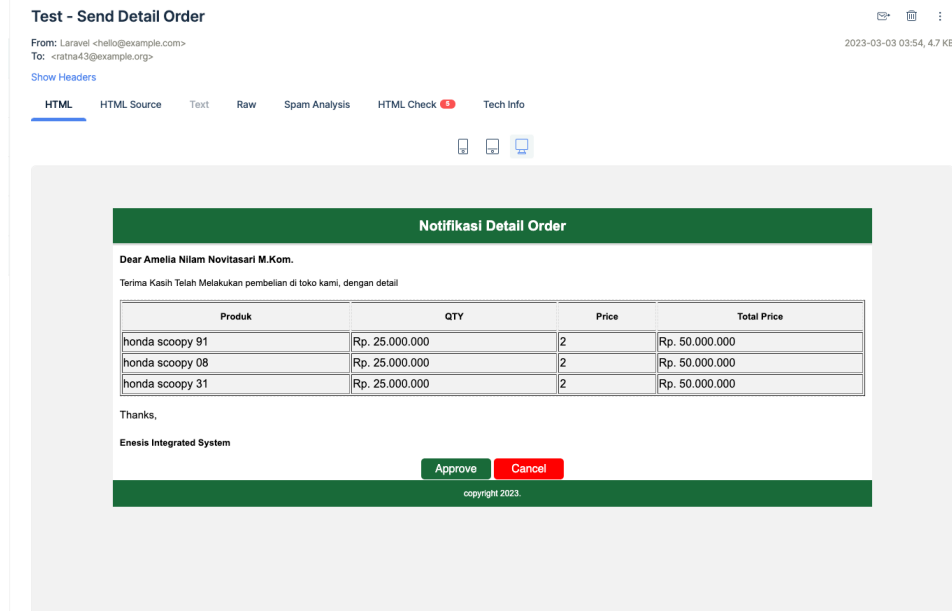 Test - Send Detail Order
From: Laravel <hello@example.com>
2023-03-03 03:54, 4.7 KB
To: <ratna43@example.org>
Show Headers
HTML HTML Source Text Raw Spam Analysis HTML Check 5 Tech Info
Notifikasi Detail Order
Dear Amelia Nilam Novitasari M.Kom.
Terima Kasih Telah Melakukan pembelian di toko kami, dengan detail
Produk QTY Price Total Price
honda scoopy 91 Rp. 25.000.000 2 Rp. 50.000.000
honda scoopy 08 Rp. 25.000.000 2 Rp. 50.000.000
honda scoopy 31 Rp. 25.000.000 2 Rp. 50.000.000
Thanks,
Enesis Integrated System
Approve Cancel
copyright 2023.